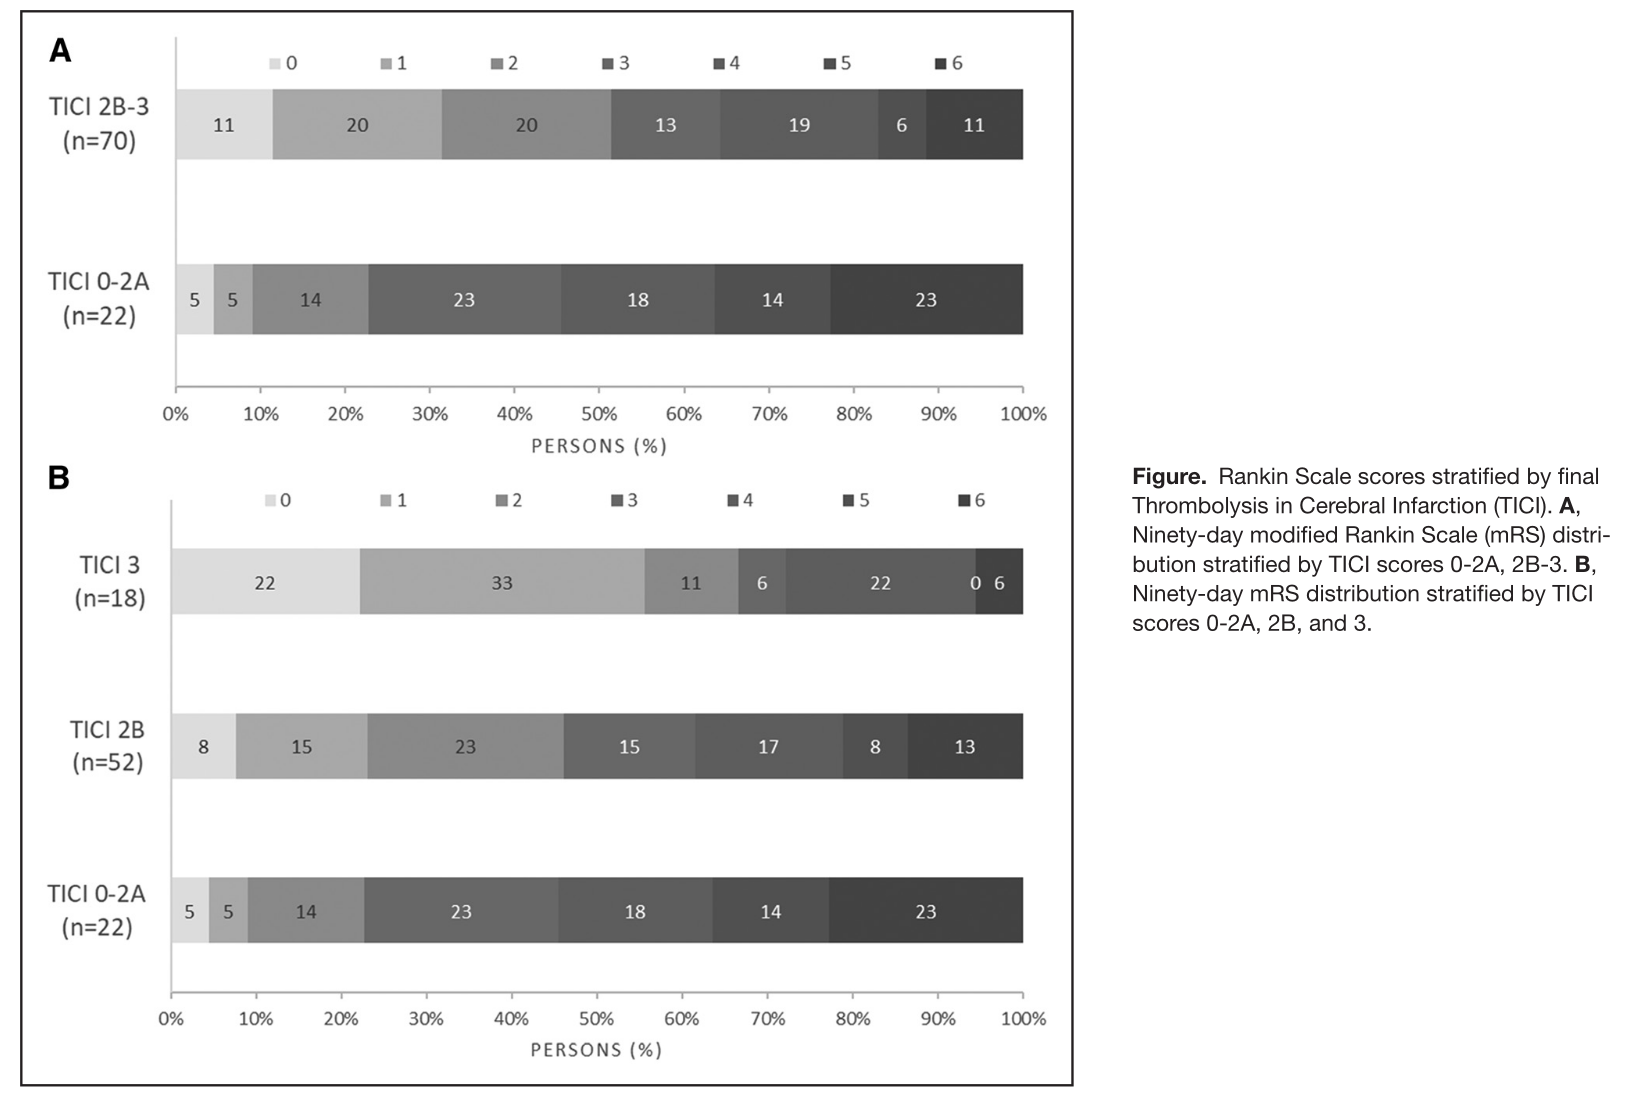 A
0 1 2 3 4 5 6
TICI 2B-3
(n=70)
11 20 20 13 19 6 11
TICI 0-2A
(n=22)
5 5 14 23 18 14 23
0% 10% 20% 30% 40% 50% 60% 70% 80% 90% 100%
PERSONS (%)
B
0 1 2 3 4 5 6
TICI 3
(n=18)
22 33 11 6 22 0 6
TICI 2B
(n=52)
8 15 23 15 17 8 13
TICI 0-2A
(n=22)
5 5 14 23 18 14 23
0% 10% 20% 30% 40% 50% 60% 70% 80% 90% 100%
PERSONS (%)
Figure. Rankin Scale scores stratified by final
Thrombolysis in Cerebral Infarction (TICI). A,
Ninety-day modified Rankin Scale (mRS) distri-
bution stratified by TICI scores 0-2A, 2B-3. B,
Ninety-day mRS distribution stratified by TICI
scores 0-2A, 2B, and 3.